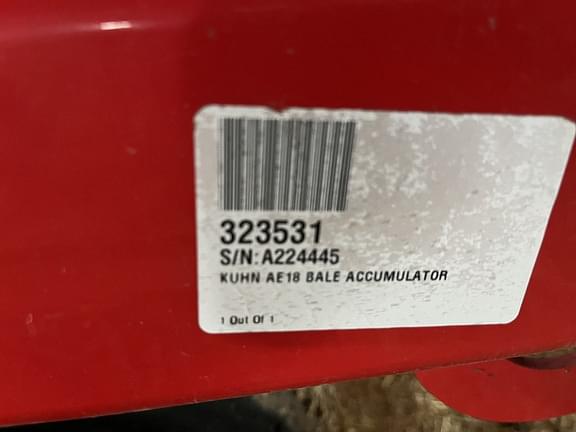 323531
S/N: A224445
KUHN AE18 BALE ACCUMULATOR
1 Out Of 1